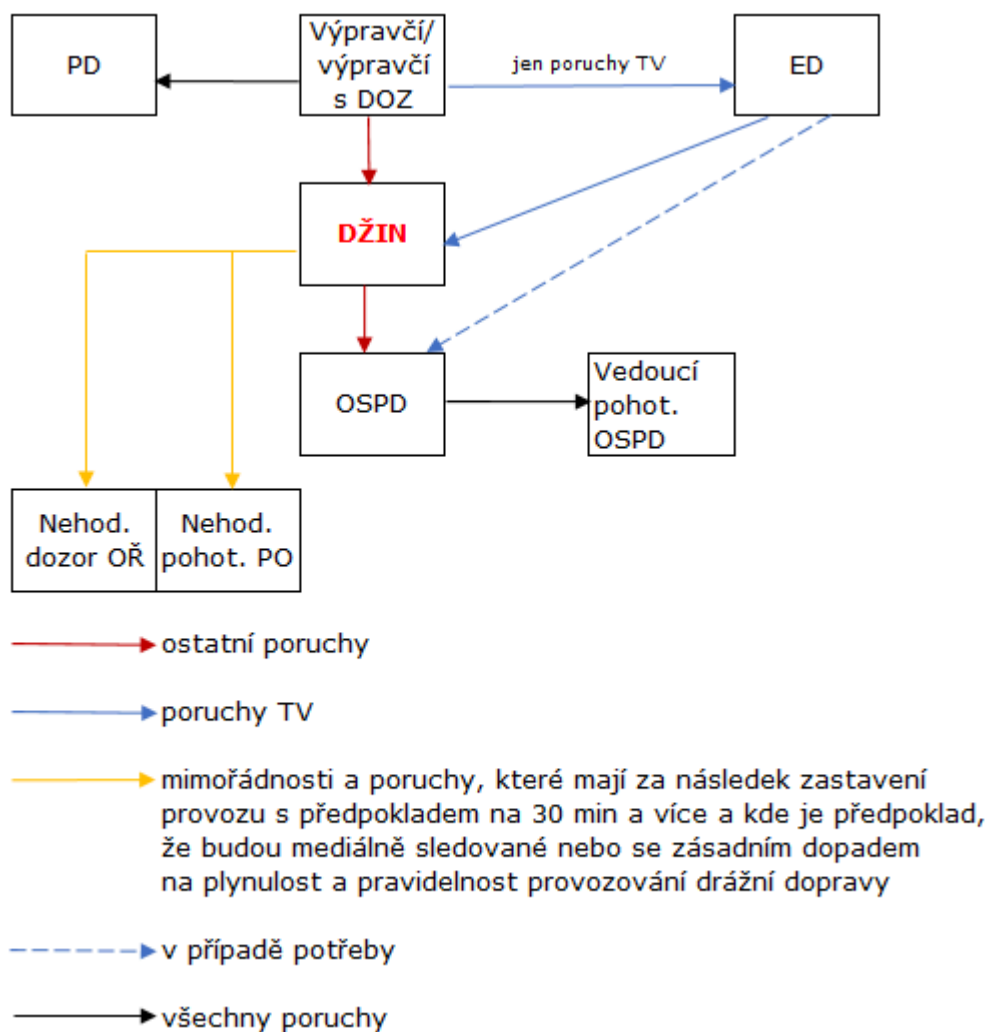 PD
Výpravčí/
výpravčí
s DOZ
jen poruchy TV
ED
DŽIN
OSPD
Vedoucí
pohot.
OSPD
Nehod.
dozor OŘ
Nehod.
pohot. PO
ostatní poruchy
poruchy TV
mimořádnosti a poruchy, které mají za následek zastavení
provozu s předpokladem na 30 min a více a kde je předpoklad,
že budou mediálně sledované nebo se zásadním dopadem
na plynulost a pravidelnost provozování drážní dopravy
v případě potřeby
všechny poruchy